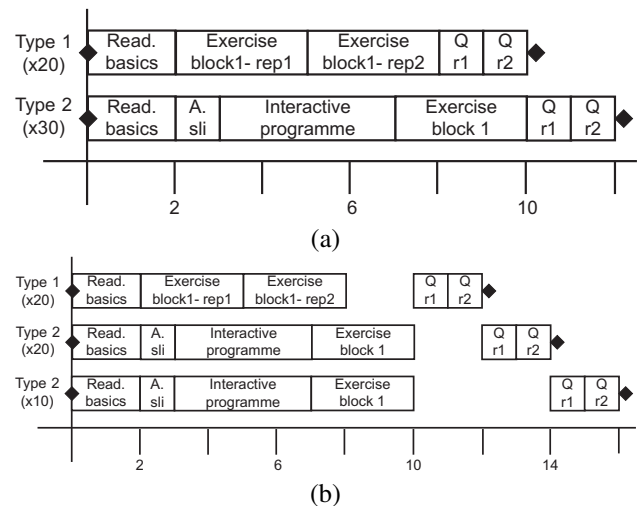 Type 1
(x20)
Read.
basics
Exercise
block1- rep1
Exercise
block1- rep2
Q
r1
Q
r2
Type 2
(x30)
Read.
basics
A.
sli
Interactive
programme
Exercise
block 1
Q
r1
Q
r2
2
6
10
(a)
Type 1
(x20)
Read.
basics
Exercise
block1- rep1
Exercise
block1- rep2
Q
r1
Q
r2
Type 2
(x20)
Read.
basics
A.
sli
Interactive
programme
Exercise
block 1
Q
r1
Q
r2
Type 2
(x10)
Read.
basics
A.
sli
Interactive
programme
Exercise
block 1
Q
r1
Q
r2
2
6
10
14
(b)